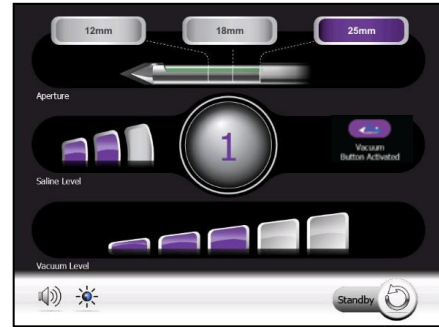 12mm 18mm 25mm
Aperture
1
Vacuum
Button Activated
Saline Level
Vacuum Level
Standby